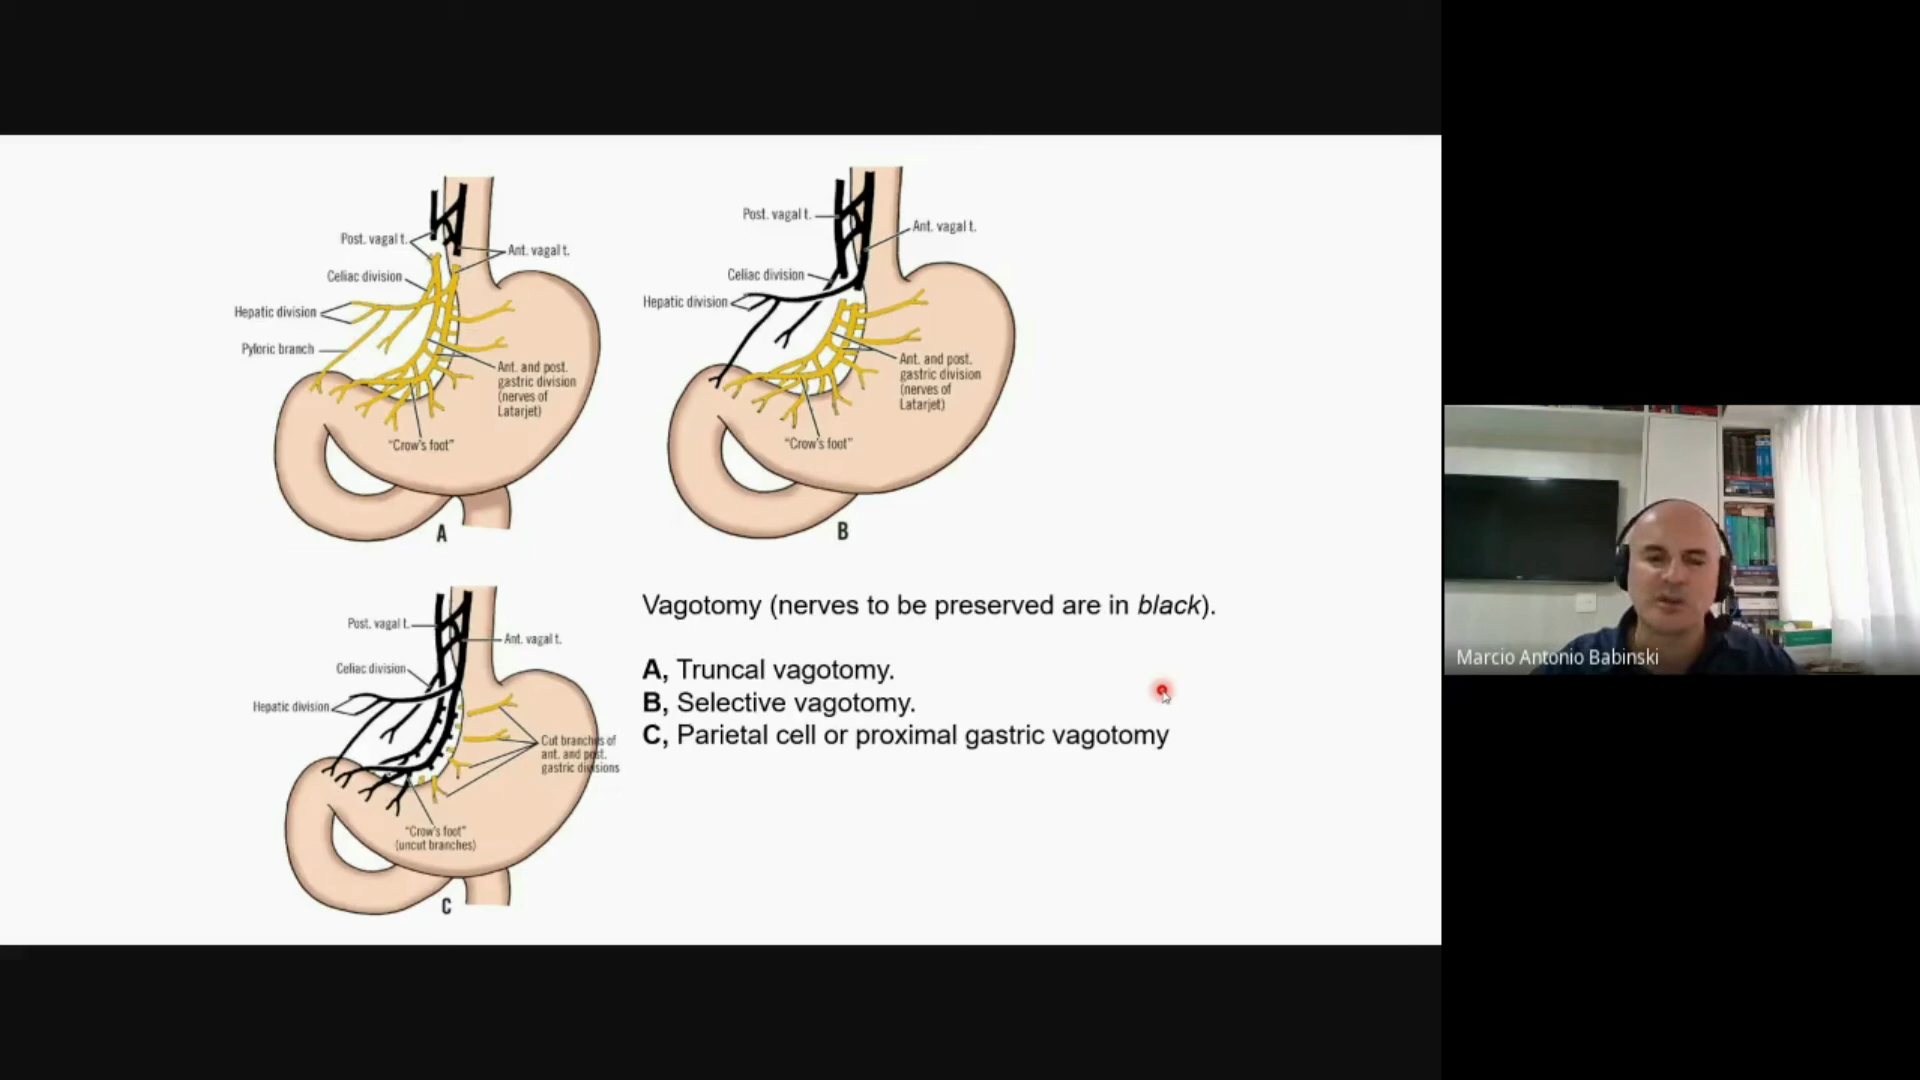 Post. vagal t.
Ant. vagal t.
Celiac division
Hepatic division
Pyloric branch
Ant. and post.
gastric division
(nerves of
Latarjet)
"Crow's foot"
A
Post. vagal t.
Ant. vagal t.
Celiac division
Hepatic division
Ant. and post.
gastric division
(nerves of
Latarjet)
"Crow's foot"
B
Post. vagal t.
Ant. vagal t.
Celiac division
Hepatic division
Cut branches of
ant. and post.
gastric divisions
"Crow's foot"
(uncut branches)
C
Vagotomy (nerves to be preserved are in black).
A, Truncal vagotomy.
B, Selective vagotomy.
C, Parietal cell or proximal gastric vagotomy
Marcio Antonio Babinski